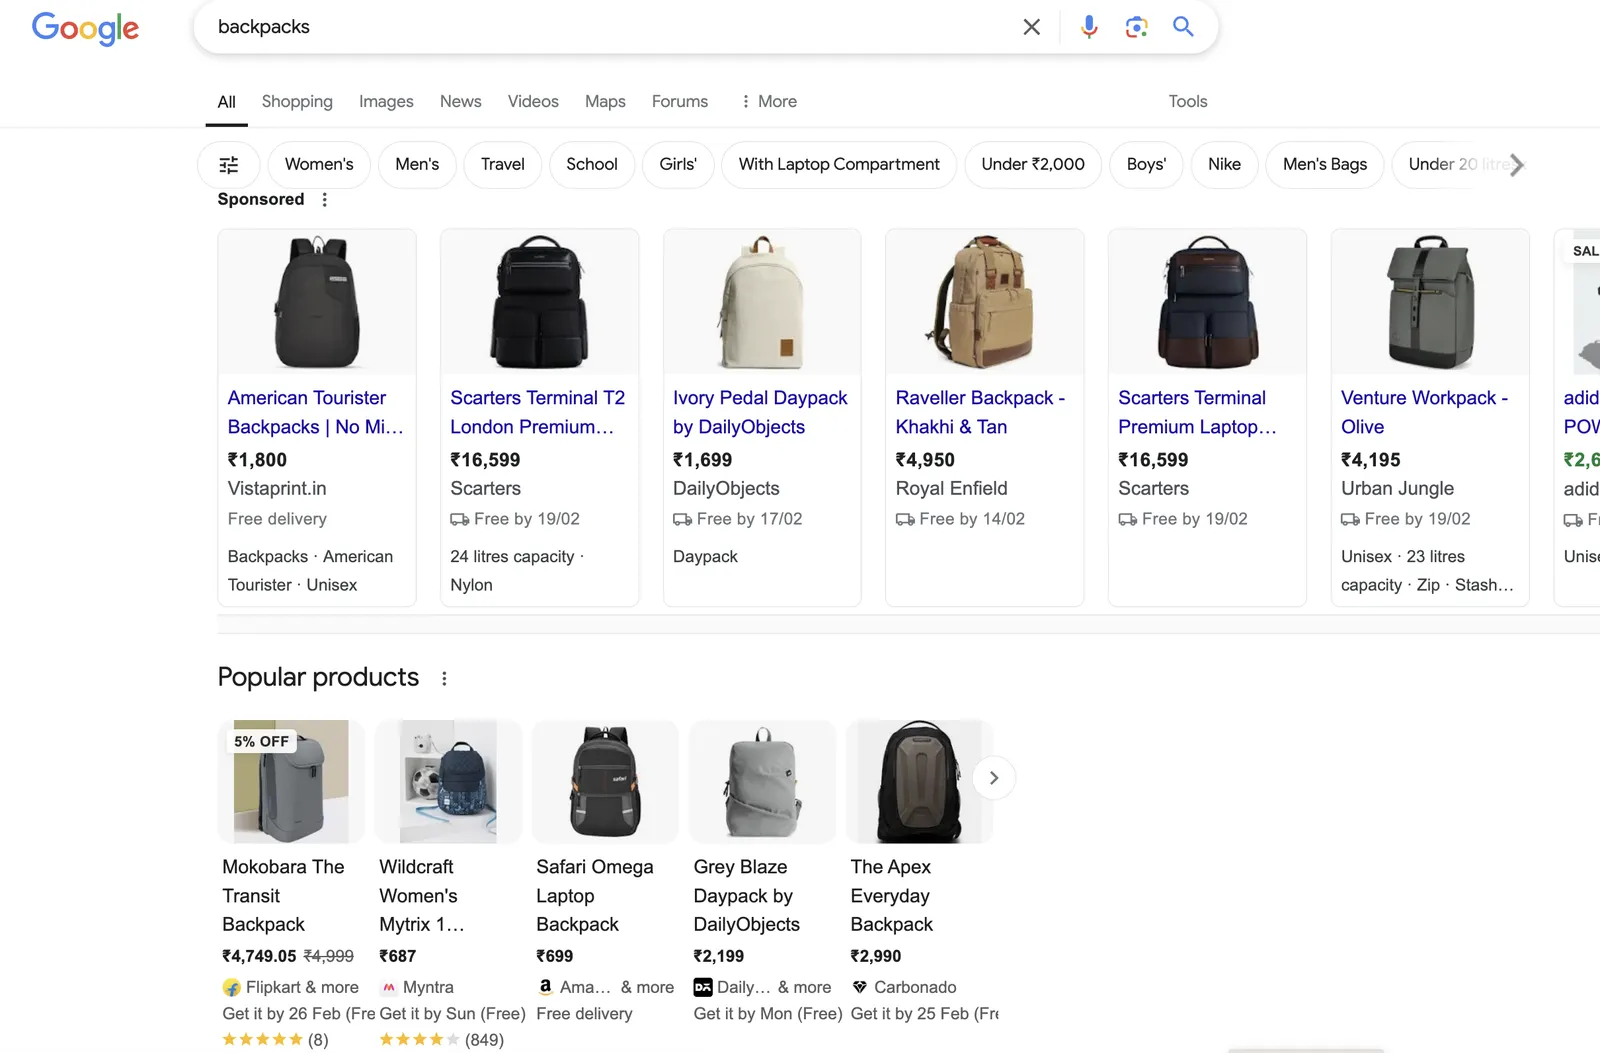 Google
backpacks
All Shopping Images News Videos Maps Forums More Tools
Women's Men's Travel School Girls' With Laptop Compartment Under ₹2,000 Boys' Nike Men's Bags Under 20 litre
Sponsored
American Tourister
Backpacks | No Mi...
₹1,800
Vistaprint.in
Free delivery
Backpacks · American
Tourister · Unisex
Scarters Terminal T2
London Premium...
₹16,599
Scarters
Free by 19/02
24 litres capacity ·
Nylon
Ivory Pedal Daypack
by DailyObjects
₹1,699
DailyObjects
Free by 17/02
Daypack
Raveller Backpack -
Khakhi & Tan
₹4,950
Royal Enfield
Free by 14/02
Scarters Terminal
Premium Laptop...
₹16,599
Scarters
Free by 19/02
Venture Workpack -
Olive
₹4,195
Urban Jungle
Free by 19/02
Unisex · 23 litres
capacity · Zip · Stash...
SAL
adid
POW
₹2,6
adid
Fr
Unise
Popular products
5% OFF
Mokobara The
Transit
Backpack
₹4,749.05 ₹4,999
Flipkart & more
Get it by 26 Feb (Fre
(8)
Wildcraft
Women's
Mytrix 1...
₹687
Myntra
Get it by Sun (Free)
(849)
safari
Safari Omega
Laptop
Backpack
₹699
Ama... & more
Free delivery
Grey Blaze
Daypack by
DailyObjects
₹2,199
Daily... & more
Get it by Mon (Free)
The Apex
Everyday
Backpack
₹2,990
Carbonado
Get it by 25 Feb (Fre